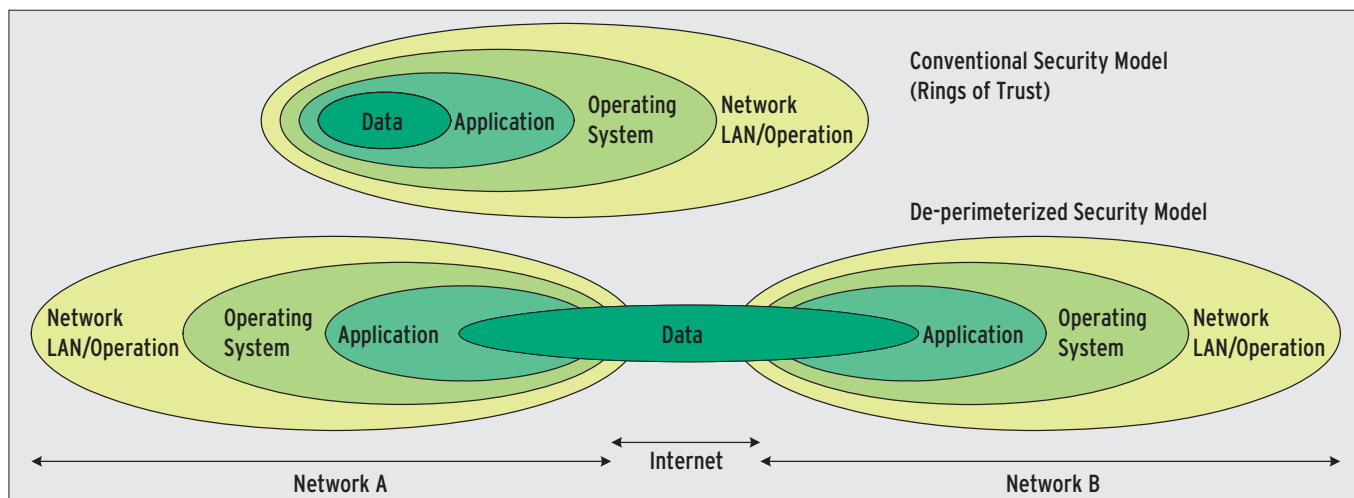 Conventional Security Model
(Rings of Trust)
Data
Application
Operating
System
Network
LAN/Operation
De-perimeterized Security Model
Network
LAN/Operation
Operating
System
Application
Data
Application
Operating
System
Network
LAN/Operation
Internet
Network A
Network B